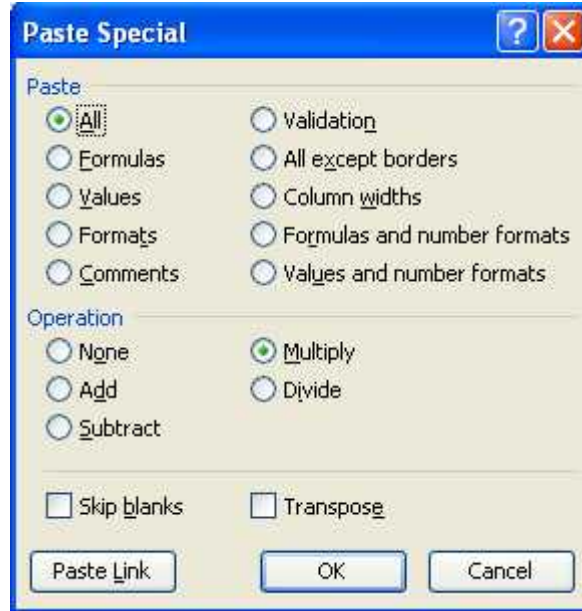 Paste Special
Paste
All
Validation
Formulas
All except borders
Values
Column widths
Formats
Formulas and number formats
Comments
Values and number formats
Operation
None
Multiply
Add
Divide
Subtract
Skip blanks
Transpose
Paste Link
OK
Cancel